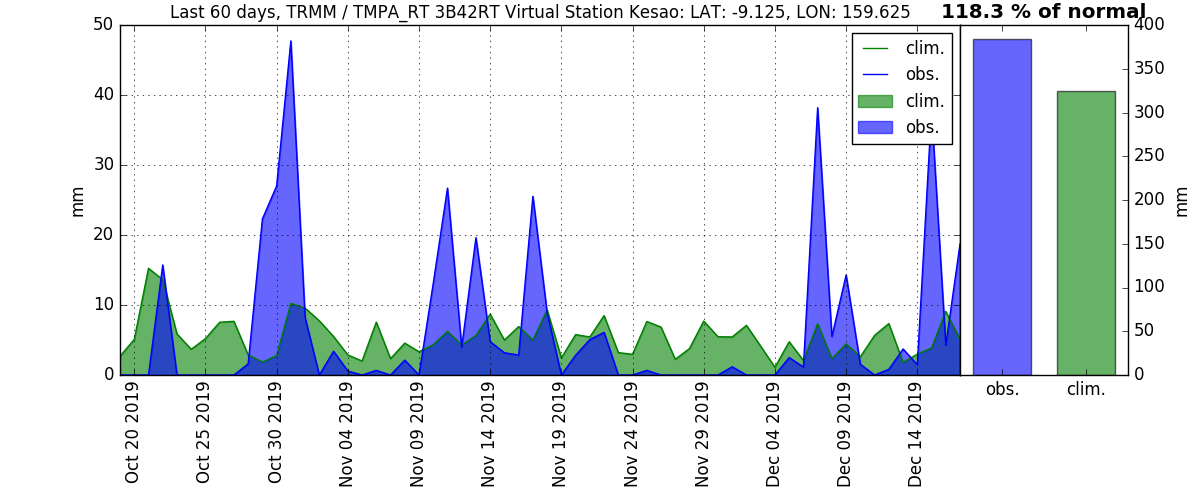 Last 60 days, TRMM / TMPA_RT 3B42RT Virtual Station Kesao: LAT: -9.125, LON: 159.625
118.3 % of normal
50
40
30
20
10
0
mm
clim.
obs.
clim.
obs.
400
350
300
250
200
150
100
50
0
mm
obs.
clim.
Oct 20 2019
Oct 25 2019
Oct 30 2019
Nov 04 2019
Nov 09 2019
Nov 14 2019
Nov 19 2019
Nov 24 2019
Nov 29 2019
Dec 04 2019
Dec 09 2019
Dec 14 2019